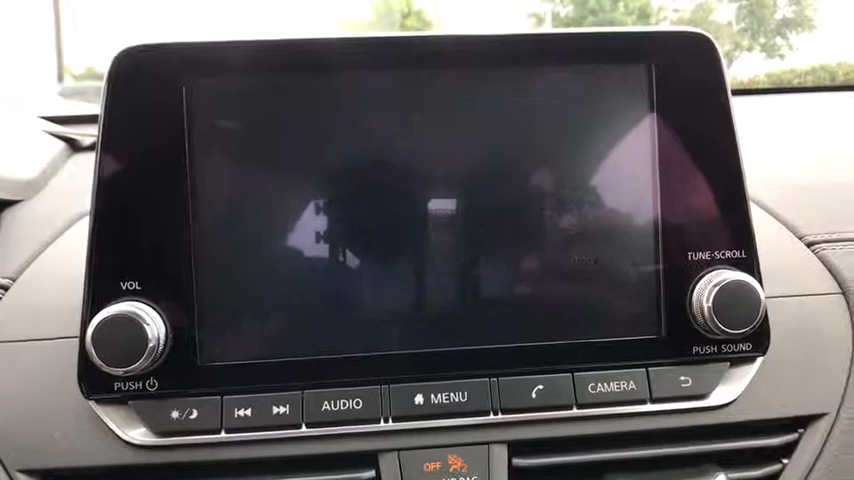 VOL
TUNE·SCROLL
PUSH
PUSH SOUND
AUDIO
MENU
CAMERA
OFF